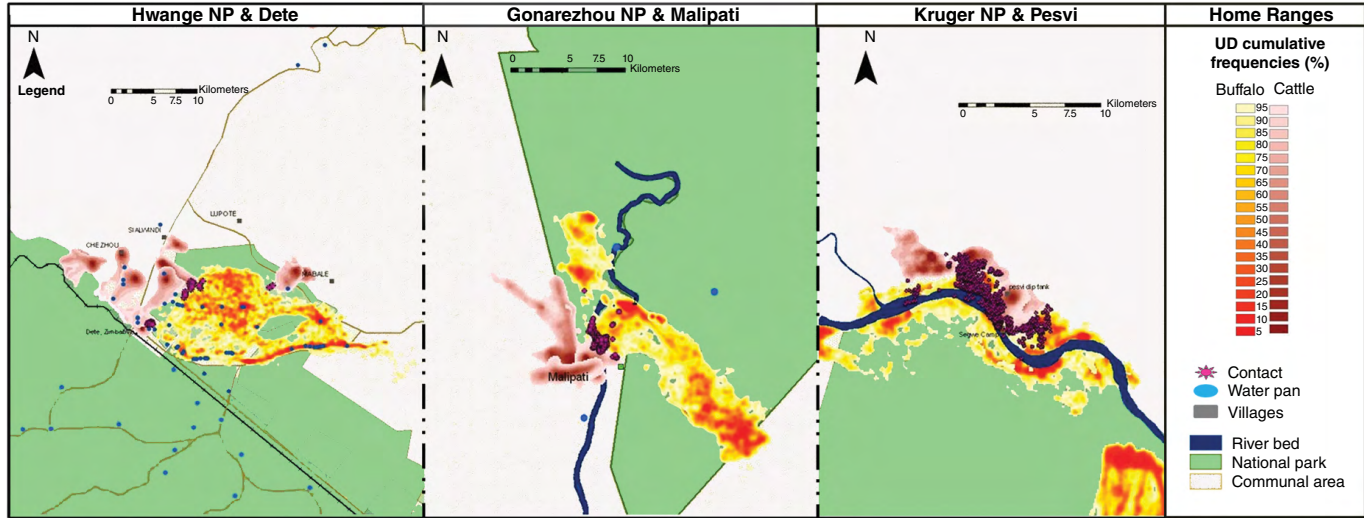 Hwange NP & Dete
Gonarezhou NP & Malipati
Kruger NP & Pesvi
Home Ranges
N
Legend
Kilometers
0 5 7.5 10
LUPOTE
CHEZHOU
MABALE
N
0 5 10
Kilometers
Malipati
N
Kilometers
0 5 7.5 10
pesvi dip tank
UD cumulative
frequencies (%)
Buffalo Cattle
95
90
85
80
75
70
65
60
55
50
45
40
35
30
25
20
15
10
5
Contact
Water pan
Villages
River bed
National park
Communal area